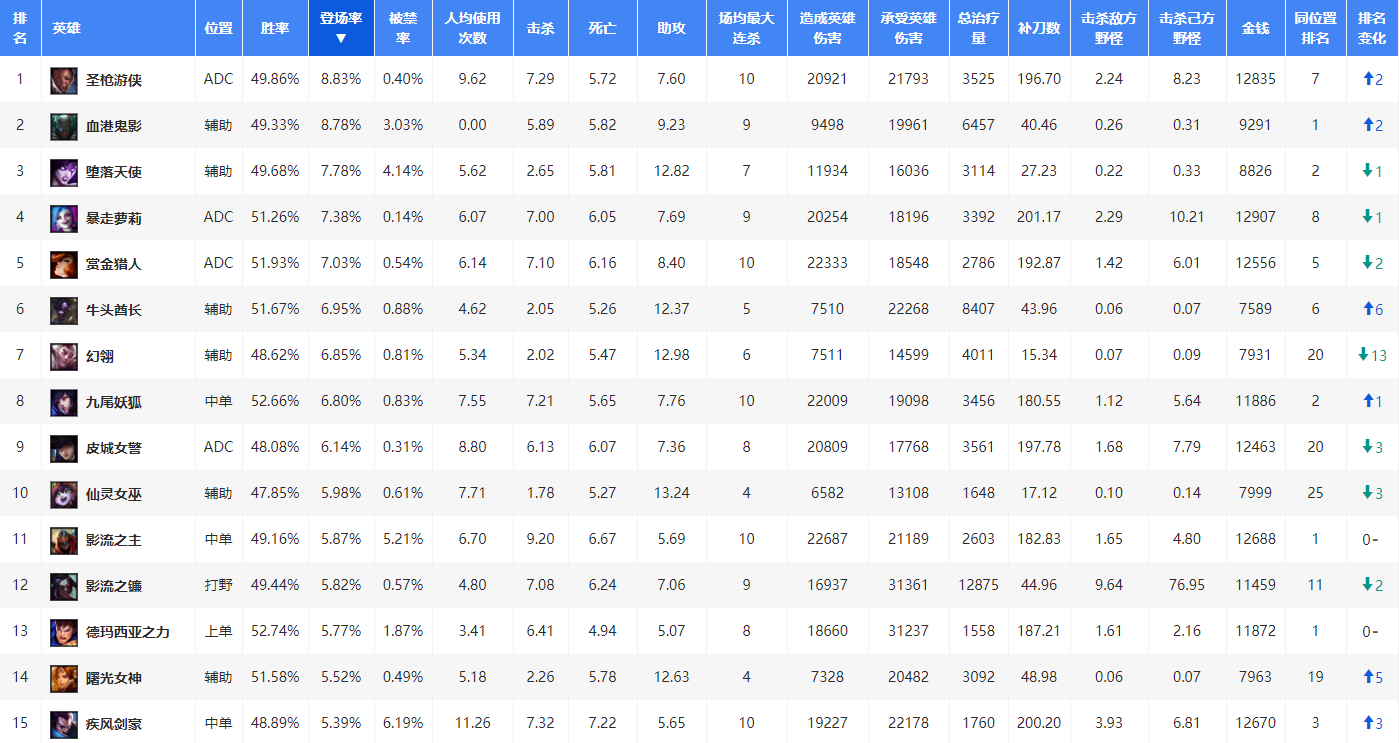 排名 英雄 位置 胜率 登场率▼ 被禁率 人均使用次数 击杀 死亡 助攻 场均最大连杀 造成英雄伤害 承受英雄伤害 总治疗量 补刀数 击杀敌方野怪 击杀己方野怪 金钱 同位置排名 排名变化
1 圣枪游侠 ADC 49.86% 8.83% 0.40% 9.62 7.29 5.72 7.60 10 20921 21793 3525 196.70 2.24 8.23 12835 7 ↑2
2 血港鬼影 辅助 49.33% 8.78% 3.03% 0.00 5.89 5.82 9.23 9 9498 19961 6457 40.46 0.26 0.31 9291 1 ↑2
3 堕落天使 辅助 49.68% 7.78% 4.14% 5.62 2.65 5.81 12.82 7 11934 16036 3114 27.23 0.22 0.33 8826 2 ↓1
4 暴走萝莉 ADC 51.26% 7.38% 0.14% 6.07 7.00 6.05 7.69 9 20254 18196 3392 201.17 2.29 10.21 12907 8 ↓1
5 赏金猎人 ADC 51.93% 7.03% 0.54% 6.14 7.10 6.16 8.40 10 22333 18548 2786 192.87 1.42 6.01 12556 5 ↓2
6 牛头酋长 辅助 51.67% 6.95% 0.88% 4.62 2.05 5.26 12.37 5 7510 22268 8407 43.96 0.06 0.07 7589 6 ↑6
7 幻翎 辅助 48.62% 6.85% 0.81% 5.34 2.02 5.47 12.98 6 7511 14599 4011 15.34 0.07 0.09 7931 20 ↓13
8 九尾妖狐 中单 52.66% 6.80% 0.83% 7.55 7.21 5.65 7.76 10 22009 19098 3456 180.55 1.12 5.64 11886 2 ↑1
9 皮城女警 ADC 48.08% 6.14% 0.31% 8.80 6.13 6.07 7.36 8 20809 17768 3561 197.78 1.68 7.79 12463 20 ↓3
10 仙灵女巫 辅助 47.85% 5.98% 0.61% 7.71 1.78 5.27 13.24 4 6582 13108 1648 17.12 0.10 0.14 7999 25 ↓3
11 影流之主 中单 49.16% 5.87% 5.21% 6.70 9.20 6.67 5.69 10 22687 21189 2603 182.83 1.65 4.80 12688 1 0-
12 影流之镰 打野 49.44% 5.82% 0.57% 4.80 7.08 6.24 7.06 9 16937 31361 12875 44.96 9.64 76.95 11459 11 ↓2
13 德玛西亚之力 上单 52.74% 5.77% 1.87% 3.41 6.41 4.94 5.07 8 18660 31237 1558 187.21 1.61 2.16 11872 1 0-
14 曙光女神 辅助 51.58% 5.52% 0.49% 5.18 2.26 5.78 12.63 4 7328 20482 3092 48.98 0.06 0.07 7963 19 ↑5
15 疾风剑豪 中单 48.89% 5.39% 6.19% 11.26 7.32 7.22 5.65 10 19227 22178 1760 200.20 3.93 6.81 12670 3 ↑3